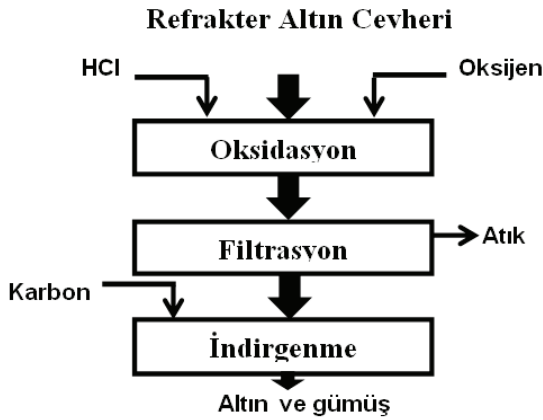 Refrakter Altın Cevheri
HCl
Oksijen
Oksidasyon
Filtrasyon
Atık
Karbon
İndirgenme
Altın ve gümüş